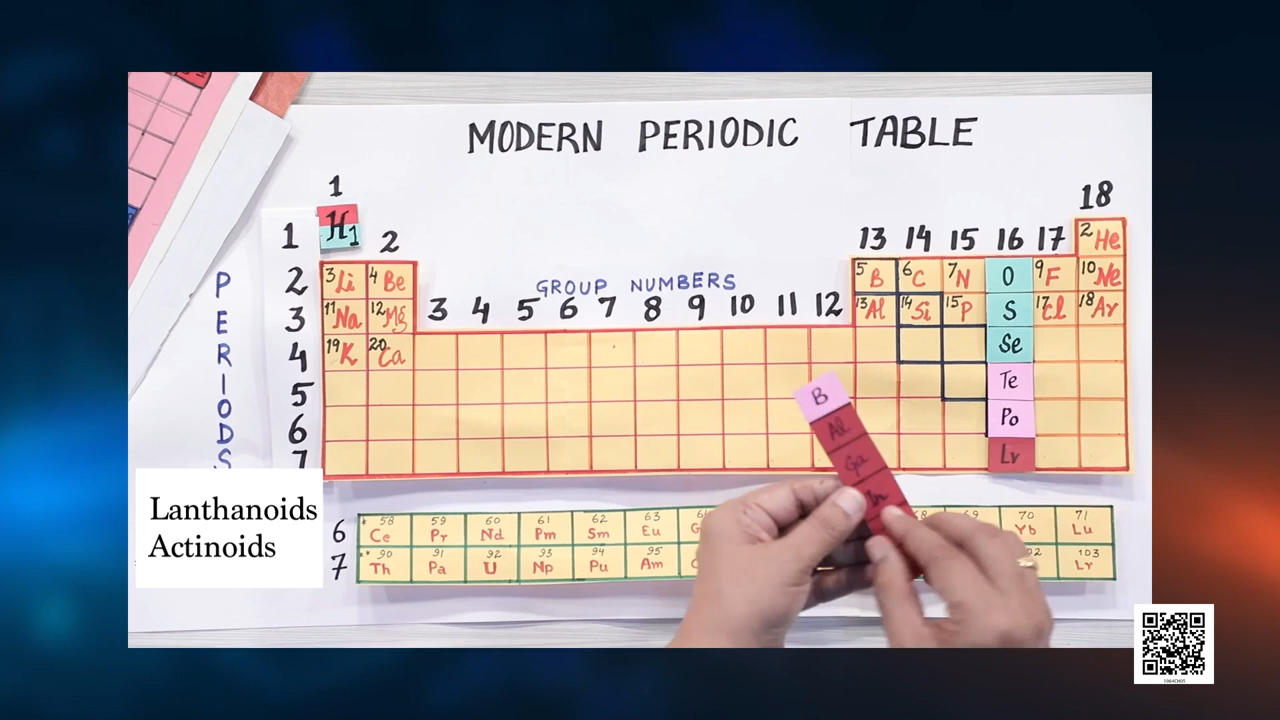 MODERN PERIODIC TABLE
1 18
H 1
1 2 13 14 15 16 17 2 He
2 3 Li 4 Be 5 B 6 C 7 N O 9 F 10 Ne
GROUP NUMBERS
3 11 Na 12 Mg 3 4 5 6 7 8 9 10 11 12 13 Al 14 Si 15 P S 17 Cl 18 Ar
4 19 K 20 Ca Se
5 Te
6 Po
7 Lv
PERIODS
B
Al
Ga
In
Lanthanoids
Actinoids
6 * 58 Ce 59 Pr 60 Nd 61 Pm 62 Sm 63 Eu 69 70 Yb 71 Lu
7 ** 90 Th 91 Pa 92 U 93 Np 94 Pu 95 Am 103 Lr
1064CH05